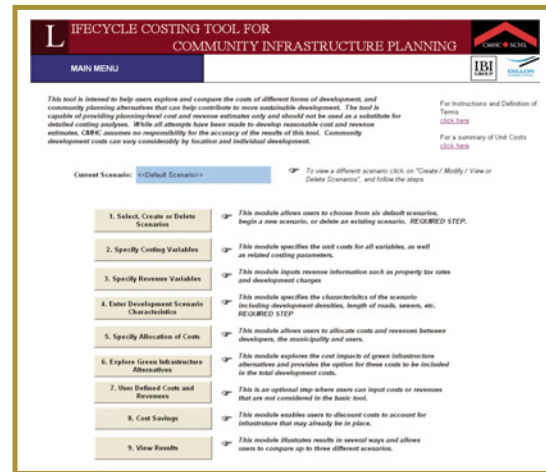 LIFECYCLE COSTING TOOL FOR
COMMUNITY INFRASTRUCTURE PLANNING
CMHC SCHL
MAIN MENU
IBI
GROUP
DILLON
This tool is intened to help users explore and compare the costs of different forms of development, and
community planning alternatives that can help contribute to more sustainable development. The tool is
capable of providing planning-level cost and revenue estimates only and should not be used as a substitute for
detailed costing analyses. While all attempts have been made to develop reasonable cost and revenue
estimates, CMHC assumes no responsibility for the accuracy of the results of this tool. Community
development costs can vary considerably by location and individual development.
For Instructions and Definition of
Terms
click here
For a summary of Unit Costs
click here
Current Scenario: <<Default Scenario>>
To view a different scenario click on "Create / Modify / View or
Delete Scenarios", and follow the steps
1. Select, Create or Delete
Scenarios
This module allows users to choose from six default scenarios,
begin a new scenario, or delete an existing scenario. REQUIRED STEP.
2. Specify Costing Variables
This module specifies the unit costs for all variables, as well
as related costing parameters.
3. Specify Revenue Variables
This module inputs revenue information such as property tax rates
and development charges
4. Enter Development Scenario
Characteristics
This module specifies the characterisitcs of the scenario
including development densities, length of roads, sewers, etc.
REQUIRED STEP
5. Specify Allocation of Costs
This module allows users to allocate costs and revenues between
developers, the municipality and users.
6. Explore Green Infrastructure
Alternatives
This module explores the cost impacts of green infrastructure
alternatives and provides the option for these costs to be included
in the total development costs.
7. User Defined Costs and
Revenues
This is an optional step where users can input costs or revenues
that are not considered in the basic tool.
8. Cost Savings
This module enables users to discount costs to account for
infrastruture that may already be in place.
9. View Results
This module illustrates results in several ways and allows
users to compare up to three different scenarios.